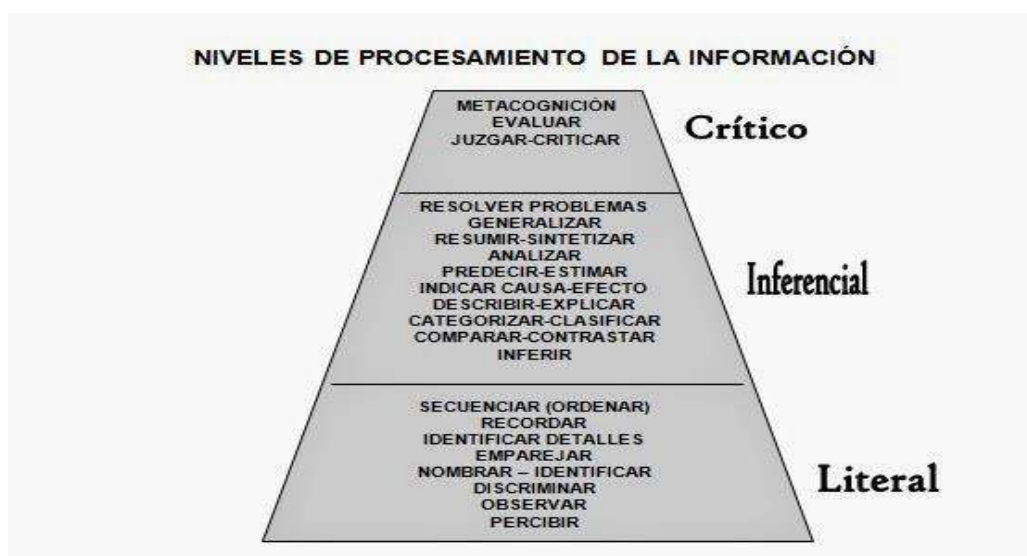 NIVELES DE PROCESAMIENTO DE LA INFORMACIÓN
METACOGNICIÓN
EVALUAR
JUZGAR-CRITICAR
Crítico
RESOLVER PROBLEMAS
GENERALIZAR
RESUMIR-SINTETIZAR
ANALIZAR
PREDECIR-ESTIMAR
INDICAR CAUSA-EFECTO
DESCRIBIR-EXPLICAR
CATEGORIZAR-CLASIFICAR
COMPARAR-CONTRASTAR
INFERIR
Inferencial
SECUENCIAR (ORDENAR)
RECORDAR
IDENTIFICAR DETALLES
EMPAREJAR
NOMBRAR – IDENTIFICAR
DISCRIMINAR
OBSERVAR
PERCIBIR
Literal